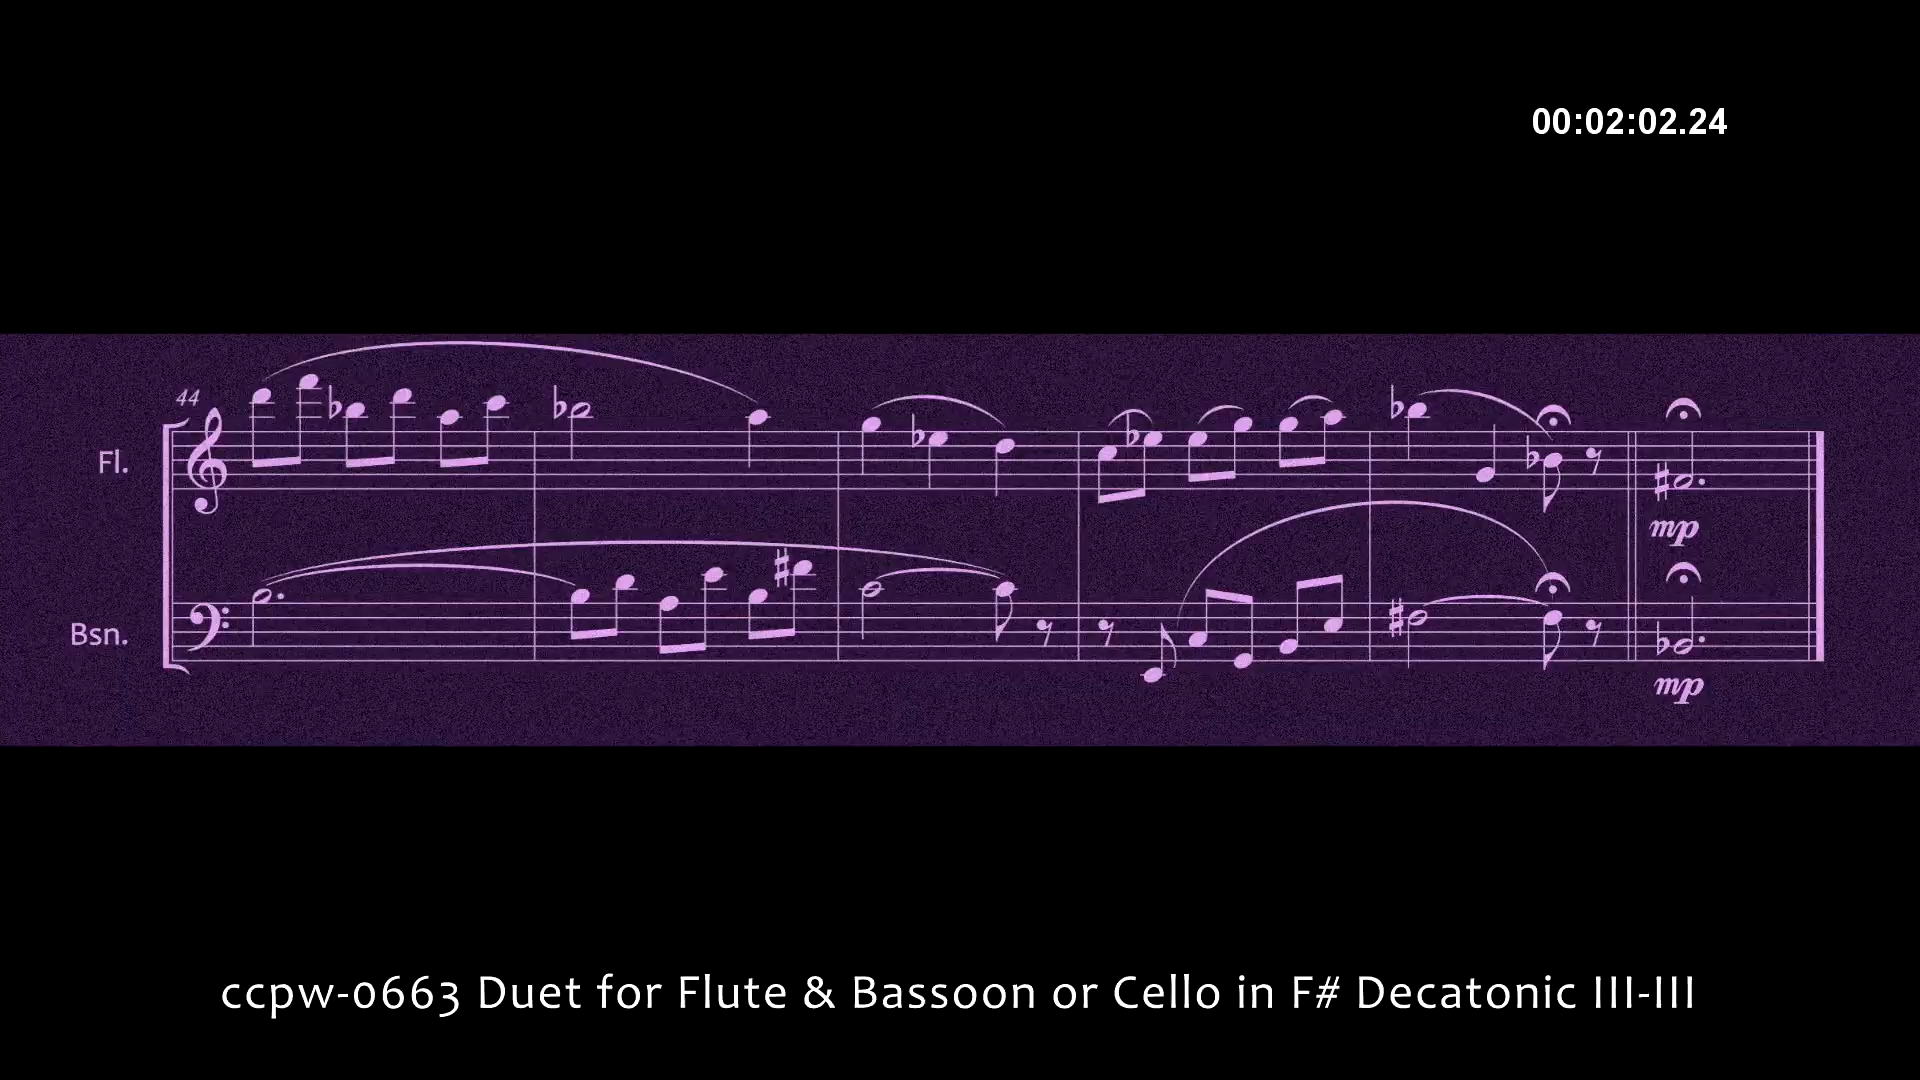 00:02:02.24
44
Fl.
mp
Bsn.
mp
ccpw-0663 Duet for Flute & Bassoon or Cello in F# Decatonic III-III